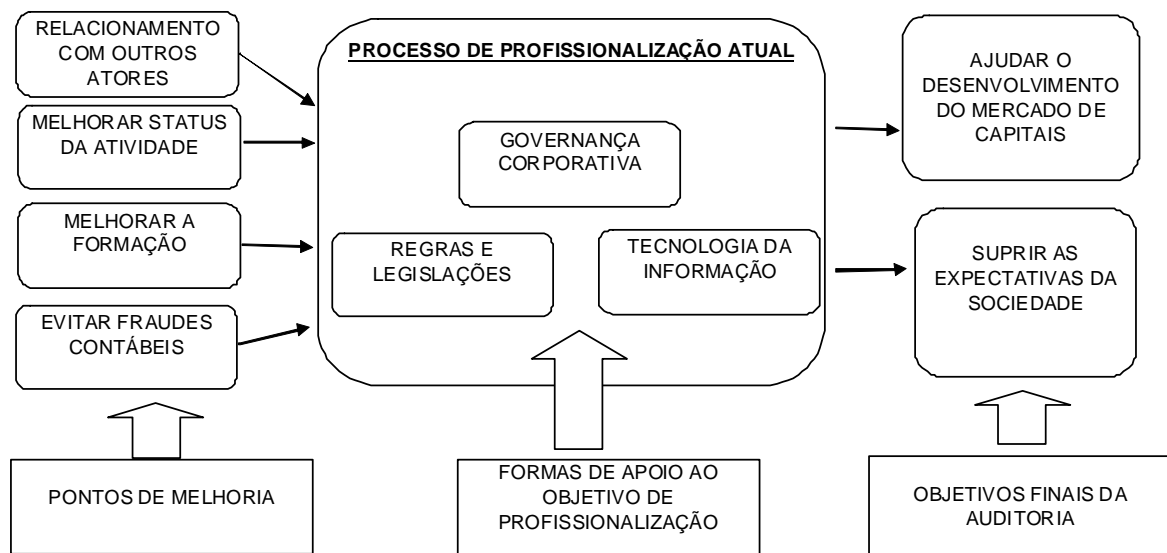 RELACIONAMENTO
COM OUTROS
ATORES
MELHORAR STATUS
DA ATIVIDADE
MELHORAR A
FORMAÇÃO
EVITAR FRAUDES
CONTÁBEIS
PONTOS DE MELHORIA
PROCESSO DE PROFISSIONALIZAÇÃO ATUAL
GOVERNANÇA
CORPORATIVA
REGRAS E
LEGISLAÇÕES
TECNOLOGIA DA
INFORMAÇÃO
FORMAS DE APOIO AO
OBJETIVO DE
PROFISSIONALIZAÇÃO
AJUDAR O
DESENVOLVIMENTO
DO MERCADO DE
CAPITAIS
SUPRIR AS
EXPECTATIVAS DA
SOCIEDADE
OBJETIVOS FINAIS DA
AUDITORIA